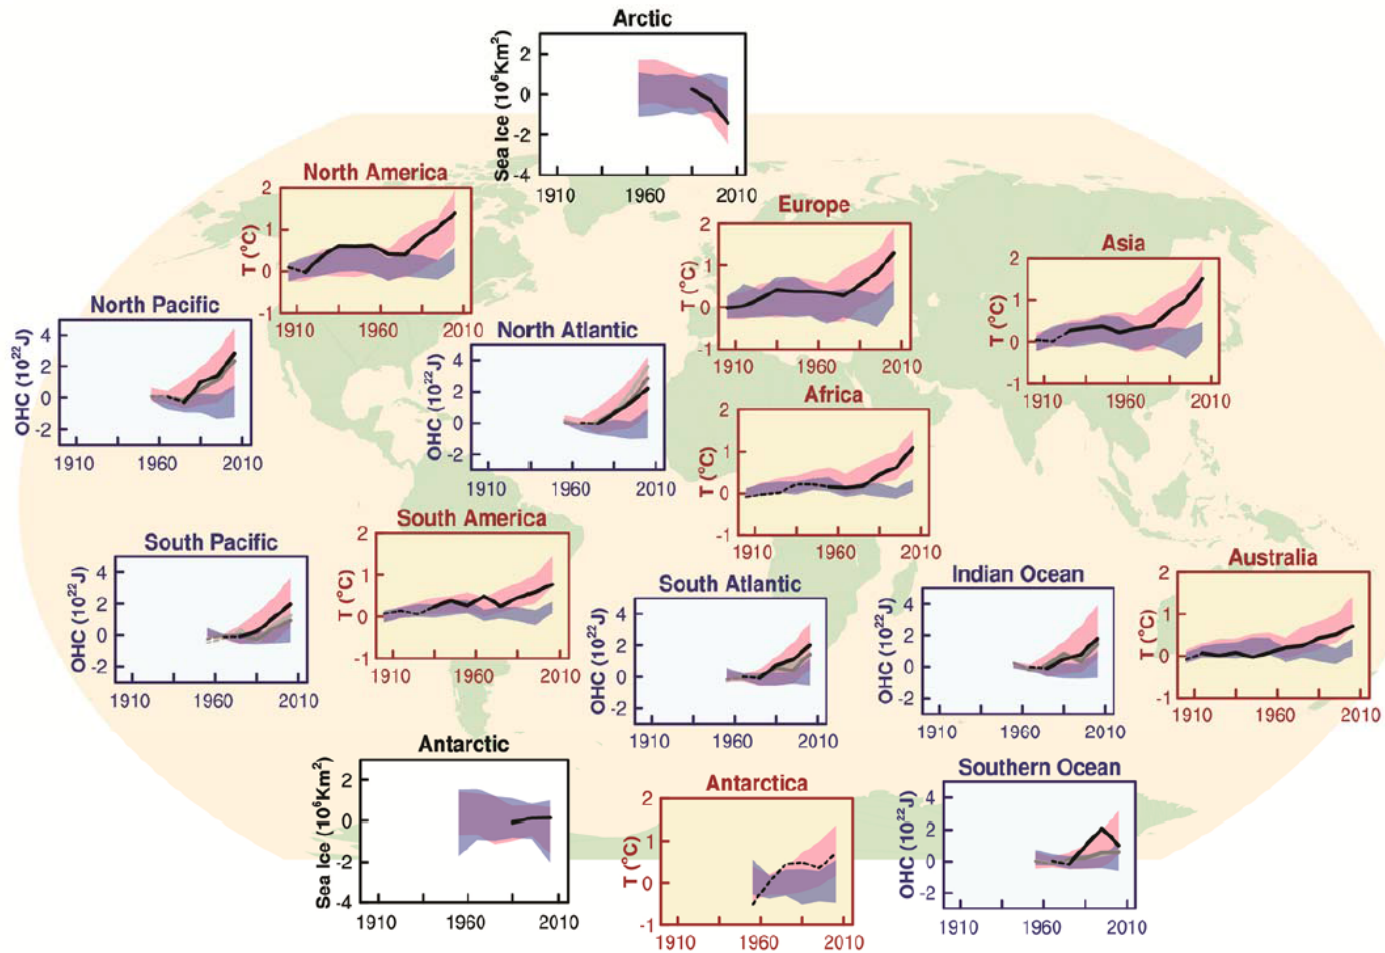 Arctic
Sea Ice (10⁶Km²)
2
0
-2
-4
1910 1960 2010
North America
T (°C)
2
1
0
-1
1910 1960 2010
Europe
T (°C)
2
1
0
-1
1910 1960 2010
Asia
T (°C)
2
1
0
-1
1910 1960 2010
North Pacific
OHC (10²²J)
4
2
0
-2
1910 1960 2010
North Atlantic
OHC (10²²J)
4
2
0
-2
1910 1960 2010
Africa
T (°C)
2
1
0
-1
1910 1960 2010
South Pacific
OHC (10²²J)
4
2
0
-2
1960 2010
1910
South America
T (°C)
2
1
0
-1
1910 1960 2010
South Atlantic
OHC (10²²J)
4
2
0
-2
1910 1960 2010
Indian Ocean
OHC (10²²J)
4
2
0
-2
1910 1960 2010
Australia
T (°C)
2
1
0
-1
1910 1960 2010
Antarctic
Sea Ice (10⁶Km²)
2
0
-2
-4
1910 1960 2010
Antarctica
T (°C)
2
1
0
-1
1910 1960 2010
Southern Ocean
OHC (10²²J)
4
2
0
-2
1910 1960 2010